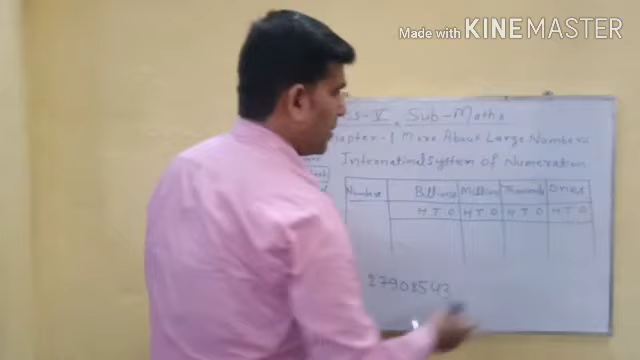 Made with KINEMASTER
s-V, Sub-Maths
hapter-1 More About Large Numbers
International System of Numeration
Number Billions Millions Thousands Ones
H T O H T O H T O H T O
27908543